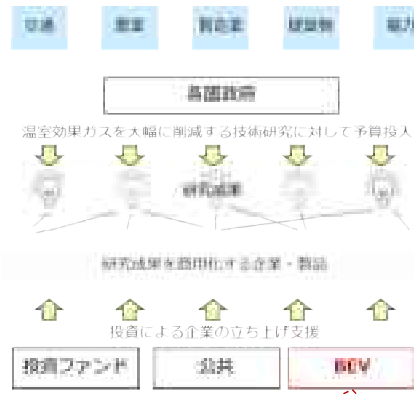 交通 農業 製造業 建築物 電力
各国政府
温室効果ガスを大幅に削減する技術研究に対して予算投入
研究成果
研究成果を商用化する企業・製品
投資による企業の立ち上げ支援
投資ファンド 公共 BEV